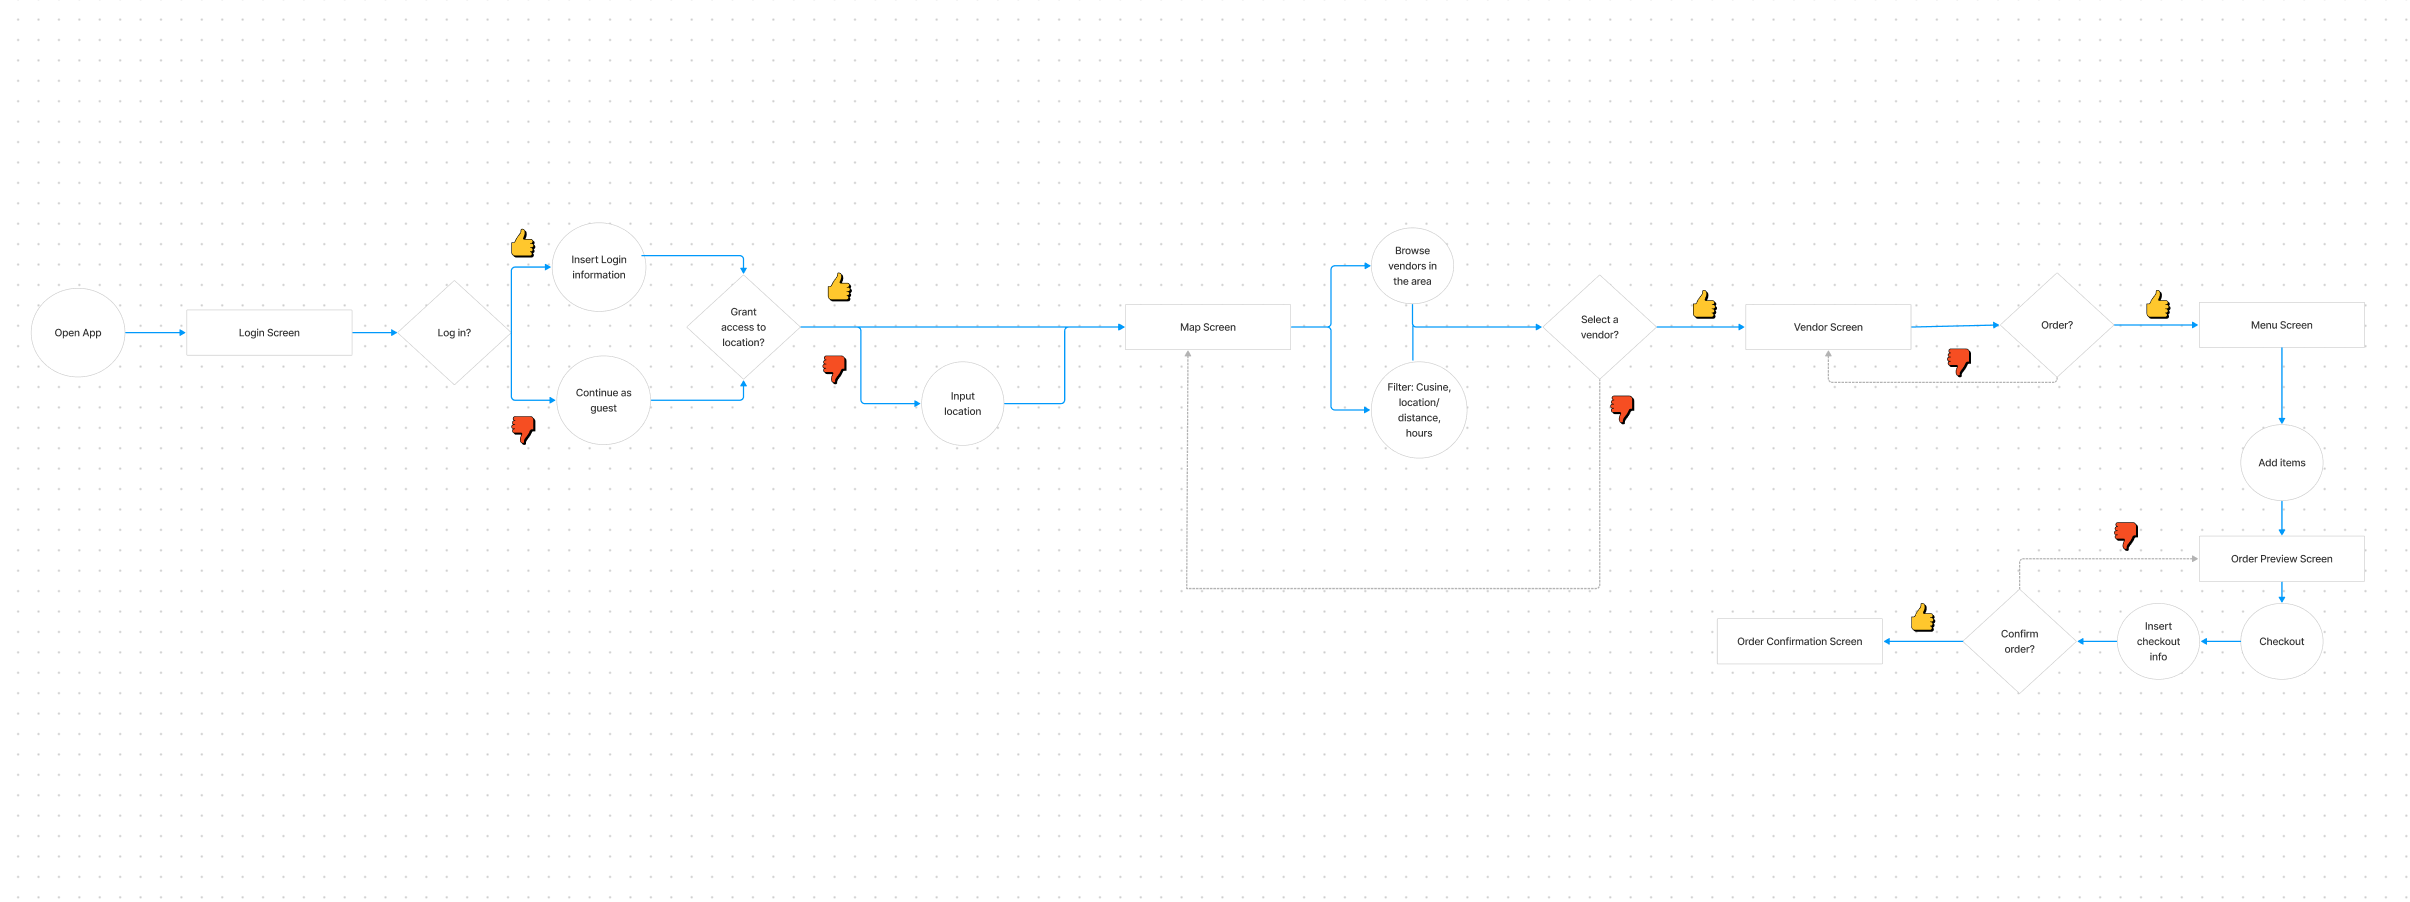 Open App
Login Screen
Log in?
Insert Login
information
Continue as
guest
Grant
access to
location?
Input
location
Map Screen
Browse
vendors in
the area
Filter: Cusine,
location/
distance,
hours
Select a
vendor?
Vendor Screen
Order?
Menu Screen
Add items
Order Preview Screen
Checkout
Insert
checkout
info
Confirm
order?
Order Confirmation Screen